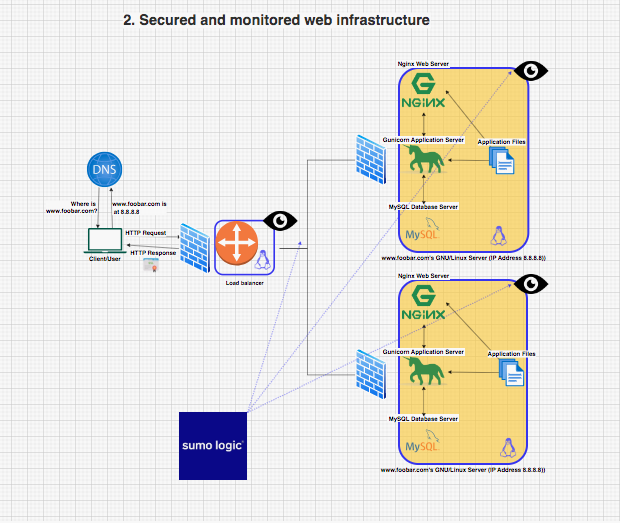 2. Secured and monitored web infrastructure
Nginx Web Server
NGINX
Gunicorn Application Server
Application Files
DNS
Where is
www.foobar.com?
www.foobar.com is
at 8.8.8.8
HTTP Request
HTTP Response
Client/User
Load balancer
MySQL Database Server
MySQL
www.foobar.com's GNU/Linux Server (IP Address 8.8.8.8))
Nginx Web Server
NGINX
Gunicorn Application Server
Application Files
MySQL Database Server
MySQL
www.foobar.com's GNU/Linux Server (IP Address 8.8.8.8))
sumo logic